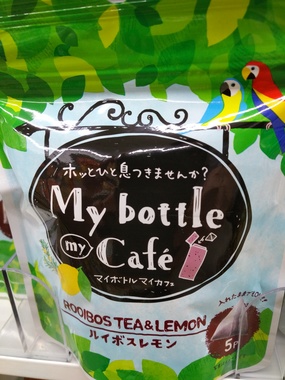 ホッとひと息つきませんか?
My bottle
my Café
マイボトル マイカフェ
ROOIBOS TEA&LEMON
ルイボスレモン
5